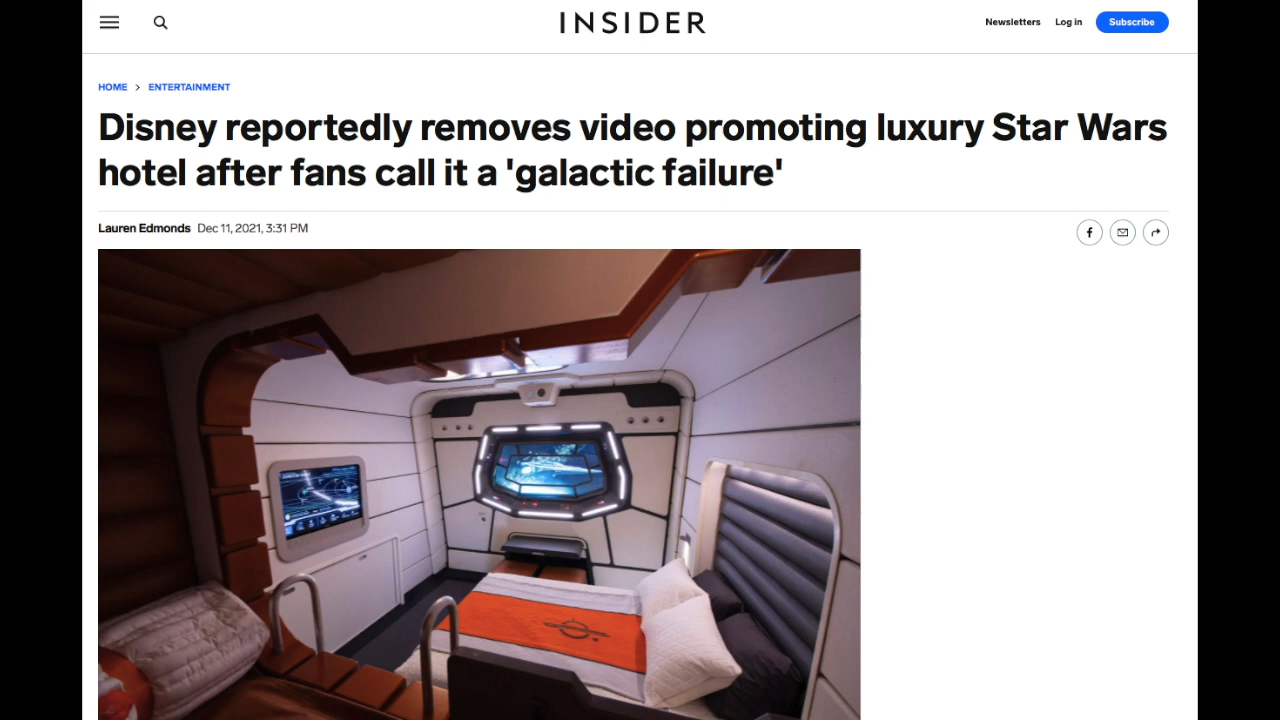 INSIDER
Newsletters Log in Subscribe
HOME > ENTERTAINMENT
Disney reportedly removes video promoting luxury Star Wars
hotel after fans call it a 'galactic failure'
Lauren Edmonds Dec 11, 2021, 3:31 PM